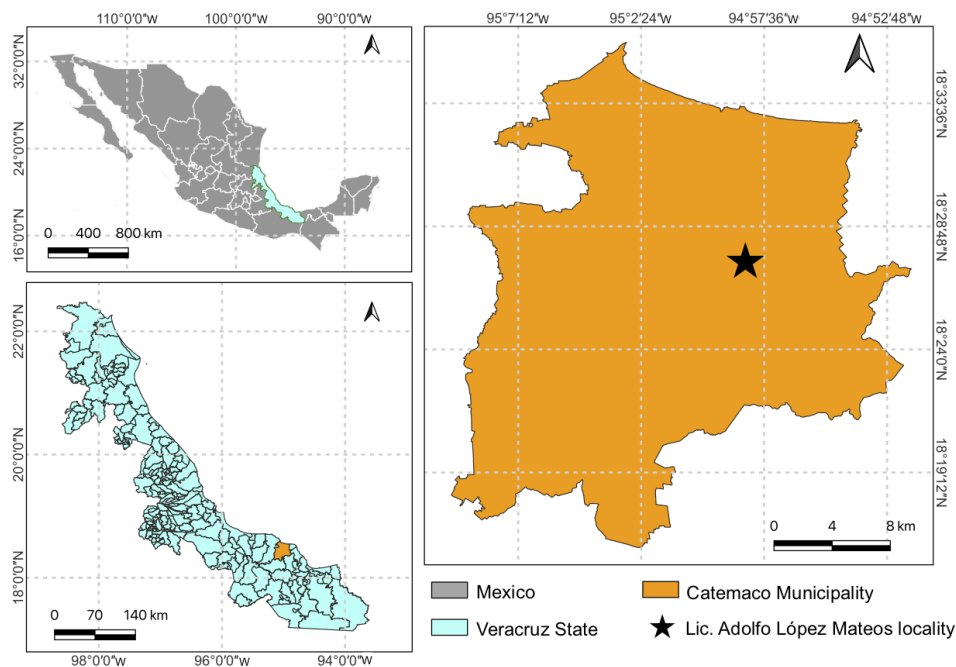 110°0'0"W 100°0'0"W 90°0'0"W
32°0'0"N
24°0'0"N
16°0'0"N
0 400 800 km
22°0'0"N
20°0'0"N
18°0'0"N
0 70 140 km
98°0'0"W 96°0'0"W 94°0'0"W
95°7'12"W 95°2'24"W 94°57'36"W 94°52'48"W
18°33'36"N
18°28'48"N
18°24'0"N
18°19'12"N
0 4 8 km
Mexico
Catemaco Municipality
Veracruz State
Lic. Adolfo López Mateos locality